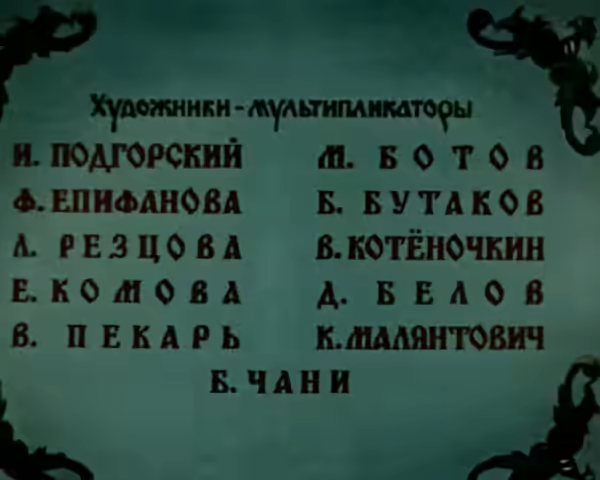 Художники-мультипликаторы
И. ПОДГОРСКИЙ М. БОТОВ
Ф. ЕПИФАНОВА Б. БУТАКОВ
Л. РЕЗЦОВА В. КОТЁНОЧКИН
Е. КОМОВА Д. БЕЛОВ
В. ПЕКАРЬ К. МАЛЯНТОВИЧ
Б. ЧАНИ